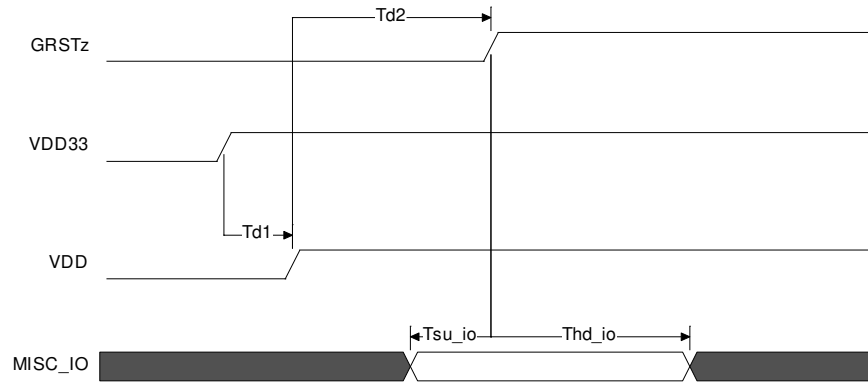 Td2
GRSTz
VDD33
Td1
VDD
Tsu_io
Thd_io
MISC_IO